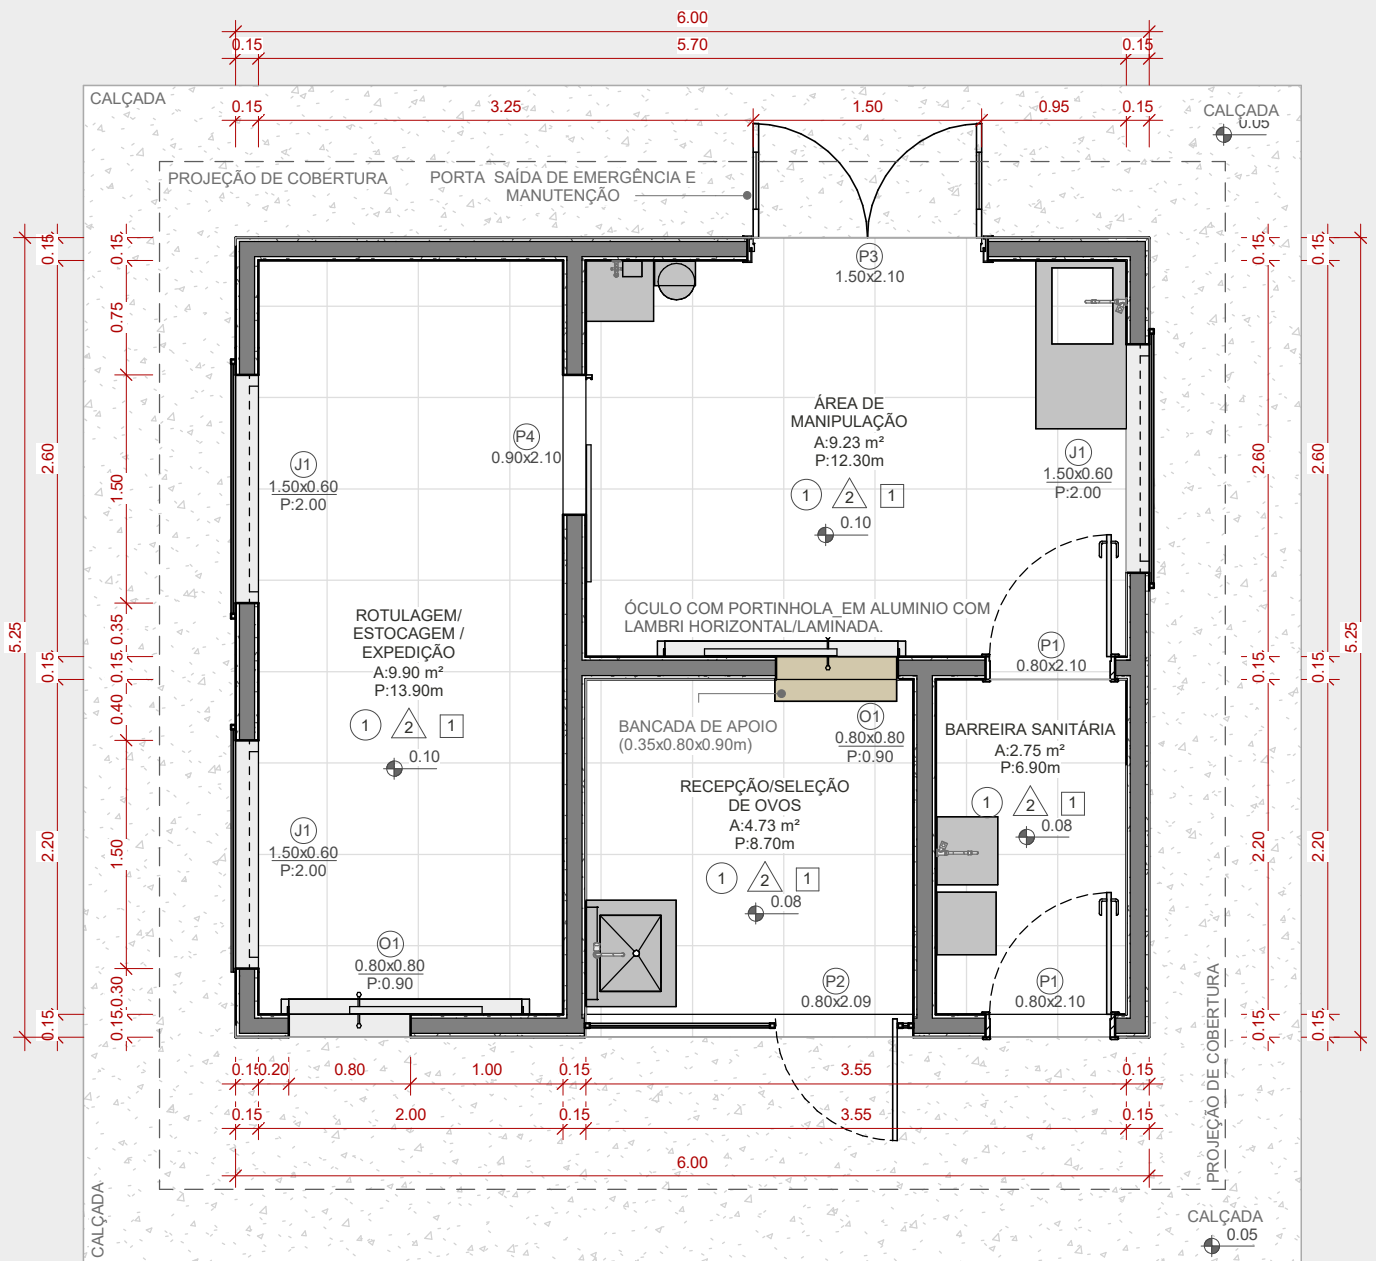 6.00
0.15 5.70 0.15
CALÇADA
0.15 3.25 1.50 0.95 0.15
CALÇADA
0.05
PROJEÇÃO DE COBERTURA
PORTA SAÍDA DE EMERGÊNCIA E
MANUTENÇÃO
P3
1.50x2.10
5.25
0.15
2.60
0.15
2.20
0.15
0.15
0.75
1.50
0.35
0.15
0.40
1.50
0.30
0.15
J1
1.50x0.60
P:2.00
P4
0.90x2.10
ÁREA DE
MANIPULAÇÃO
A:9.23 m²
P:12.30m
1 2 1
0.10
J1
1.50x0.60
P:2.00
ROTULAGEM/
ESTOCAGEM /
EXPEDIÇÃO
A:9.90 m²
P:13.90m
1 2 1
0.10
ÓCULO COM PORTINHOLA EM ALUMINIO COM
LAMBRI HORIZONTAL/LAMINADA.
P1
0.80x2.10
BANCADA DE APOIO
(0.35x0.80x0.90m)
O1
0.80x0.80
P:0.90
BARREIRA SANITÁRIA
A:2.75 m²
P:6.90m
1 2 1
0.08
RECEPÇÃO/SELEÇÃO
DE OVOS
A:4.73 m²
P:8.70m
1 2 1
0.08
J1
1.50x0.60
P:2.00
O1
0.80x0.80
P:0.90
P2
0.80x2.09
P1
0.80x2.10
0.15
2.60
0.15
2.20
0.15
0.15
2.60
0.15
2.20
0.15
5.25
PROJEÇÃO DE COBERTURA
0.15 0.20 0.80 1.00 0.15 3.55 0.15
0.15 2.00 0.15 3.55 0.15
6.00
CALÇADA
CALÇADA
0.05